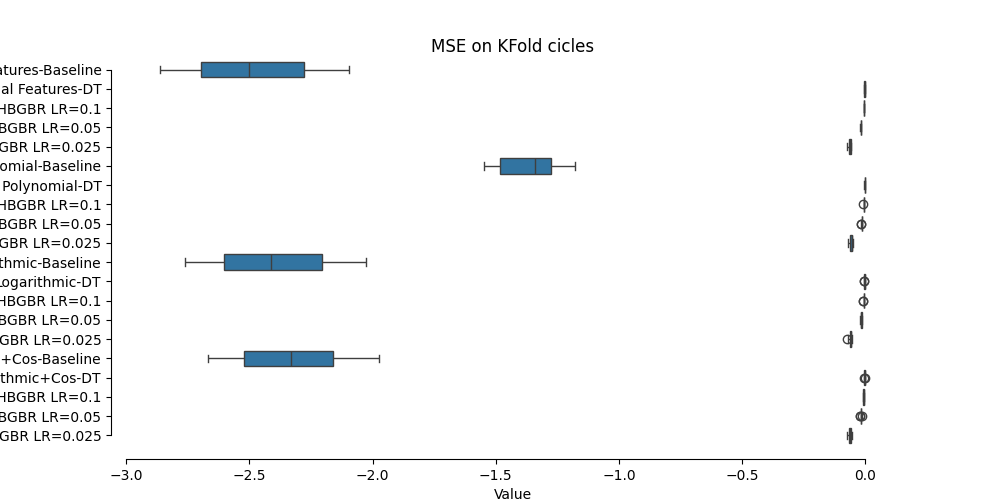 MSE on KFold cicles
atures-Baseline
al Features-DT
HBGBR LR=0.1
BGBR LR=0.05
GBR LR=0.025
omial-Baseline
Polynomial-DT
HBGBR LR=0.1
BGBR LR=0.05
GBR LR=0.025
thmic-Baseline
Logarithmic-DT
HBGBR LR=0.1
BGBR LR=0.05
GBR LR=0.025
+Cos-Baseline
thmic+Cos-DT
HBGBR LR=0.1
BGBR LR=0.05
GBR LR=0.025
−3.0 −2.5 −2.0 −1.5 −1.0 −0.5 0.0
Value